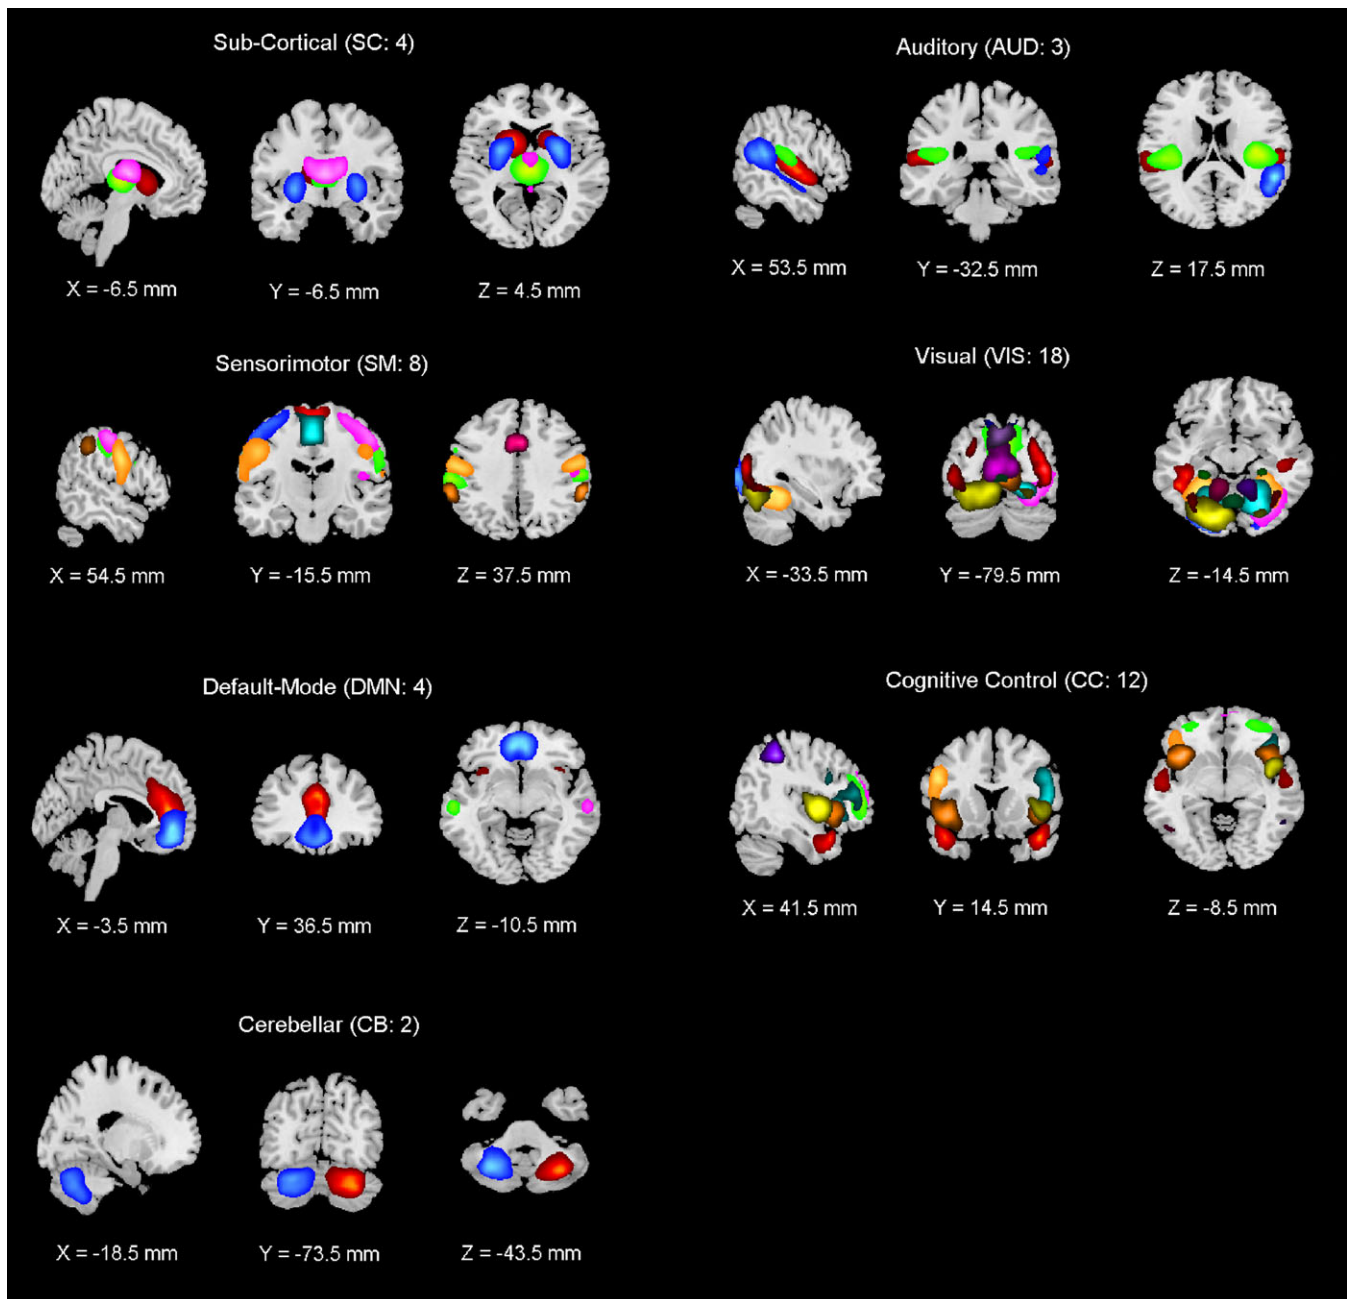 Sub-Cortical (SC: 4)
X = -6.5 mm
Y = -6.5 mm
Z = 4.5 mm
Auditory (AUD: 3)
X = 53.5 mm
Y = -32.5 mm
Z = 17.5 mm
Sensorimotor (SM: 8)
X = 54.5 mm
Y = -15.5 mm
Z = 37.5 mm
Visual (VIS: 18)
X = -33.5 mm
Y = -79.5 mm
Z = -14.5 mm
Default-Mode (DMN: 4)
X = -3.5 mm
Y = 36.5 mm
Z = -10.5 mm
Cognitive Control (CC: 12)
X = 41.5 mm
Y = 14.5 mm
Z = -8.5 mm
Cerebellar (CB: 2)
X = -18.5 mm
Y = -73.5 mm
Z = -43.5 mm